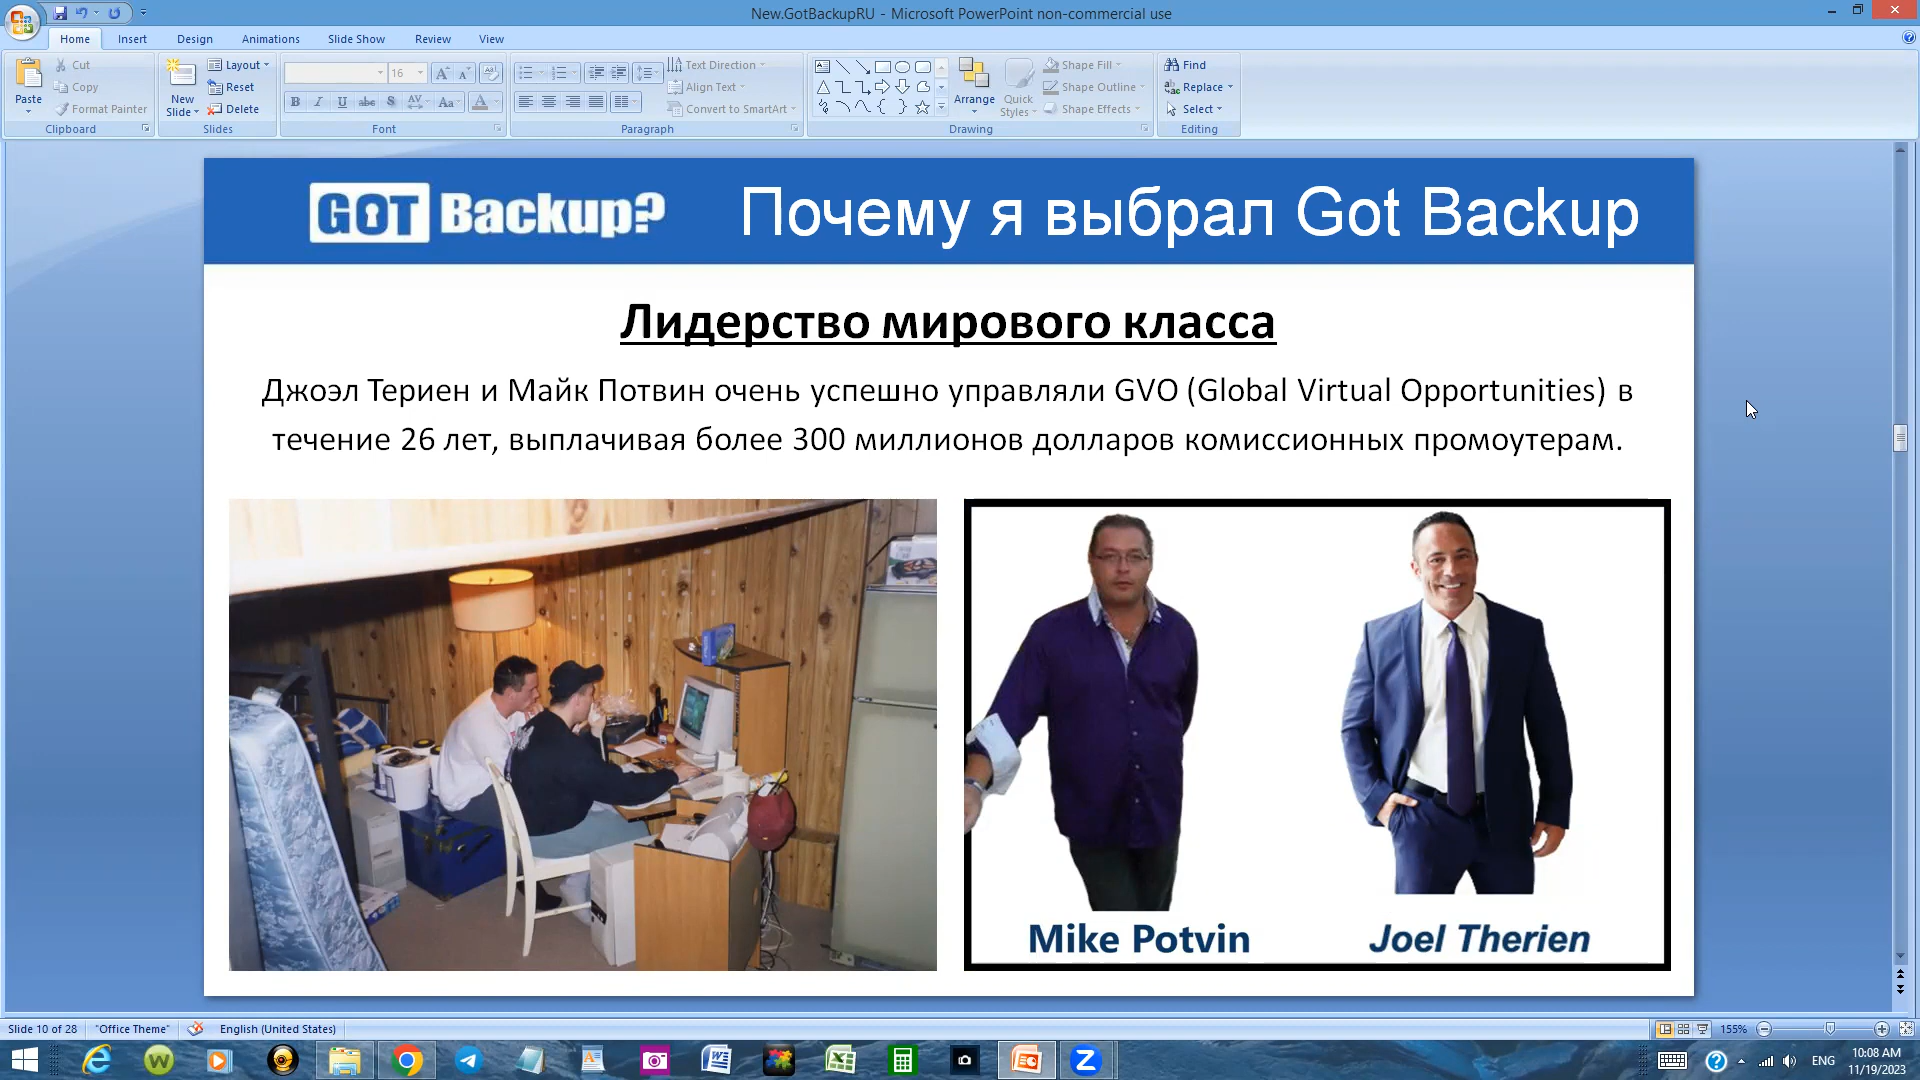 New.GotBackupRU - Microsoft PowerPoint non-commercial use
Home Insert Design Animations Slide Show Review View
Paste
Cut
Copy
Format Painter
Clipboard
New
Slide
Layout
Reset
Delete
Slides
16
Font
Text Direction
Align Text
Convert to SmartArt
Paragraph
Arrange
Quick
Styles
Shape Fill
Shape Outline
Shape Effects
Drawing
Find
Replace
Select
Editing
GOT Backup?
Почему я выбрал Got Backup
Лидерство мирового класса
Джоэл Териен и Майк Потвин очень успешно управляли GVO (Global Virtual Opportunities) в
течение 26 лет, выплачивая более 300 миллионов долларов комиссионных промоутерам.
Mike Potvin
Joel Therien
Slide 10 of 28
"Office Theme"
English (United States)
155%
ENG
10:08 AM
11/19/2023